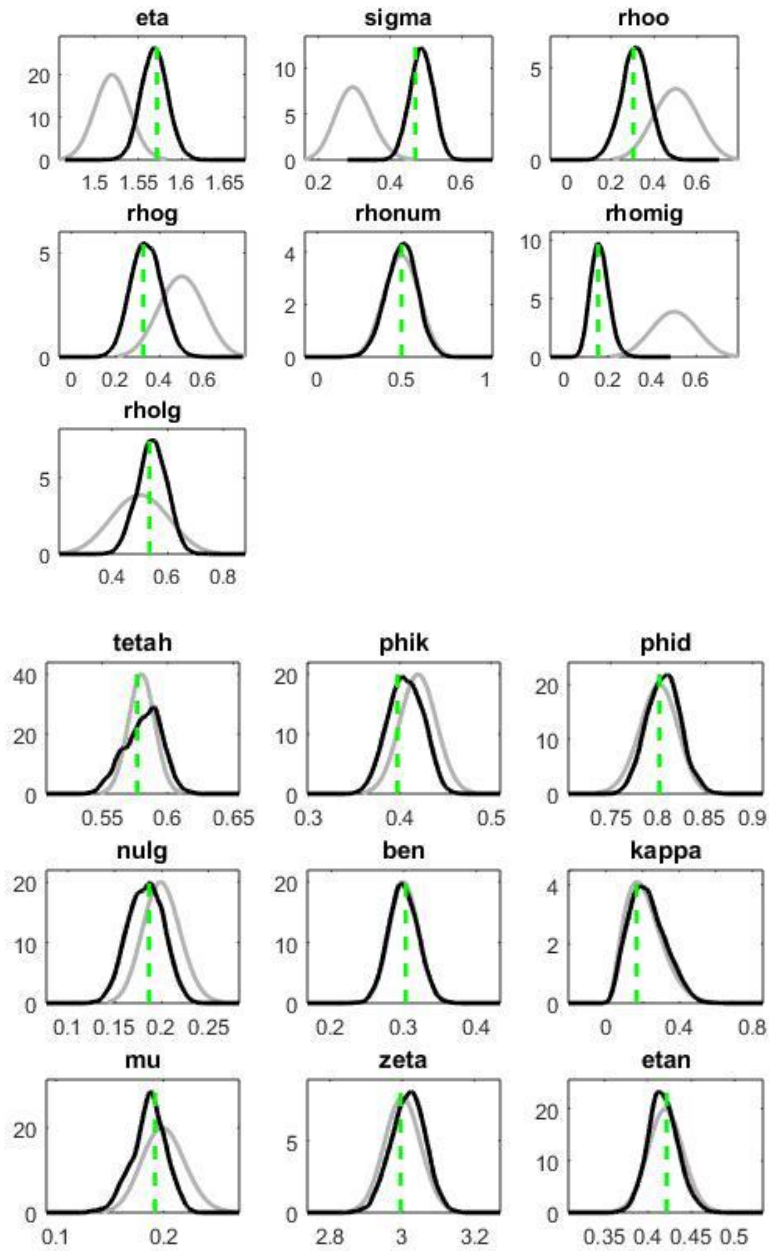 eta sigma rhoo
20 10 0
10 5
0 0 5
1.5 1.55 1.6 1.65 0.2 0.4 0.6 0 0.2 0.4 0.6
rhog rhonum rhomig
5 4 10
2 5
0 0 0
0 0.2 0.4 0.6 0 0.5 1 0 0.2 0.4 0.6
rholg
5
0
0.4 0.6 0.8
tetah phik phid
40 20 20
20 10 10
0 0 0
0.55 0.6 0.65 0.3 0.4 0.5 0.75 0.8 0.85 0.9
nulg ben kappa
20 20 4
10 10 2
0 0 0
0.1 0.15 0.2 0.25 0.2 0.3 0.4 0 0.4 0.8
mu zeta etan
20 5 20
10
0 0 0
0.1 0.2 2.8 3 3.2 0.35 0.4 0.45 0.5